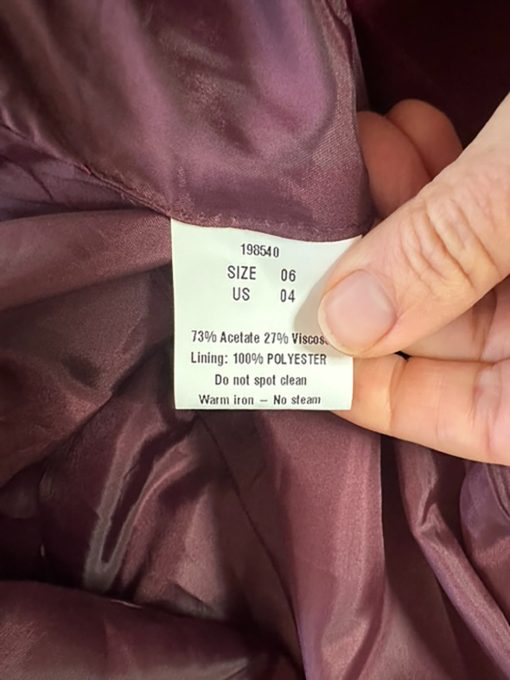 198540
SIZE 06
US 04
73% Acetate 27% Viscos
Lining: 100% POLYESTER
Do not spot clean
Warm iron – No steam